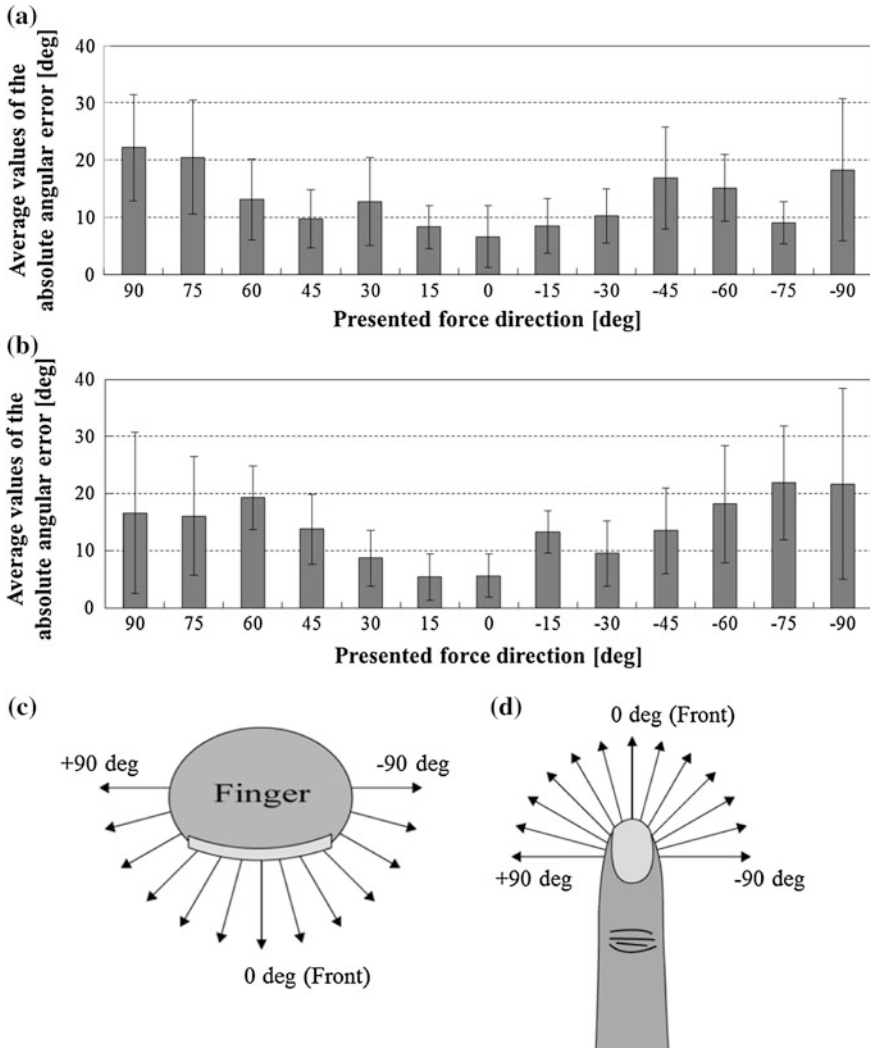 (a)
Average values of the
absolute angular error [deg]
40
30
20
10
0
90 75 60 45 30 15 0 -15 -30 -45 -60 -75 -90
Presented force direction [deg]
(b)
Average values of the
absolute angular error [deg]
40
30
20
10
0
90 75 60 45 30 15 0 -15 -30 -45 -60 -75 -90
Presented force direction [deg]
(c)
+90 deg
-90 deg
Finger
0 deg (Front)
(d)
0 deg (Front)
+90 deg
-90 deg